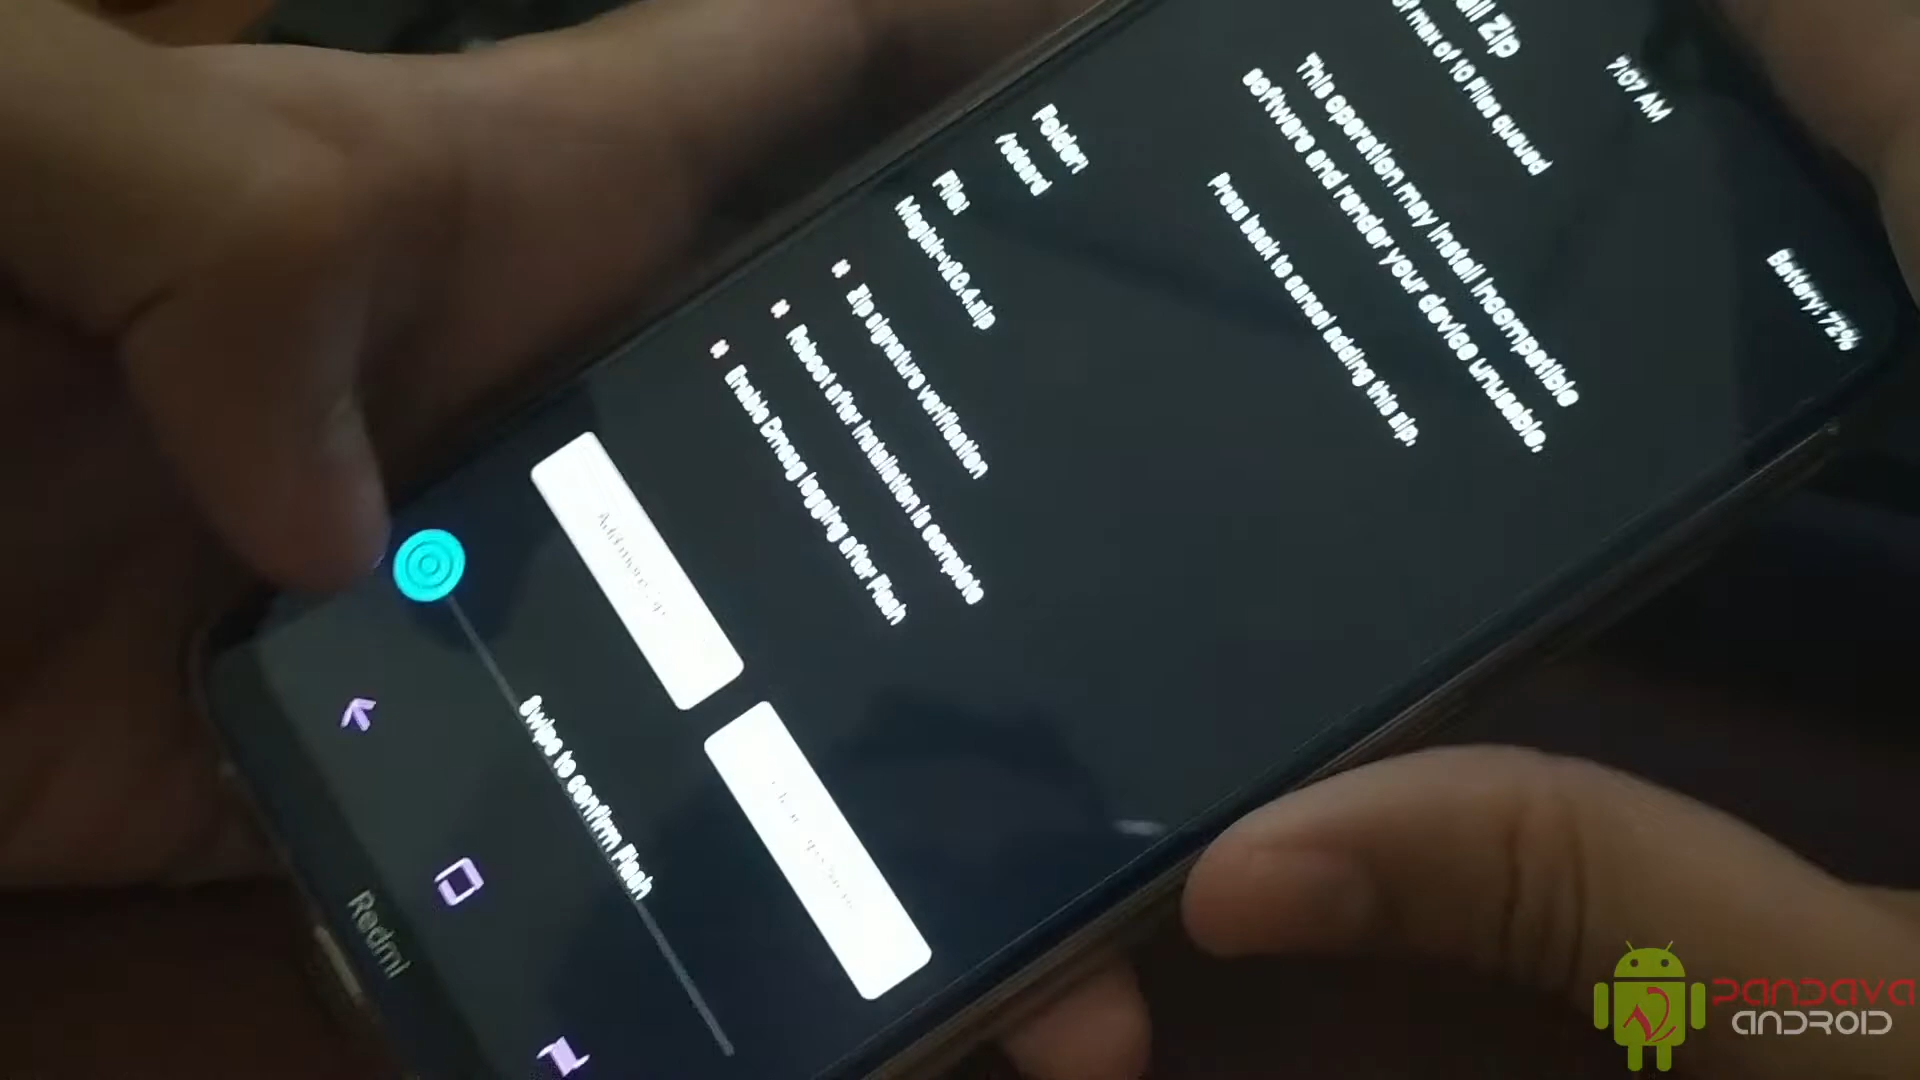 7:07 AM
Battery: 72%
all Zip
of max of 10 Files queued
This operation may install incompatible
software and render your device unusable.
Press back to cancel adding this zip.
Folder:
/sdcard
File:
Magisk-v20.4.zip
Zip signature verification
Reboot after installation is complete
Enable Dmesg logging after Flash
Add more Zips
Swipe to confirm Flash
Redmi
PANDAVA
ANDROID